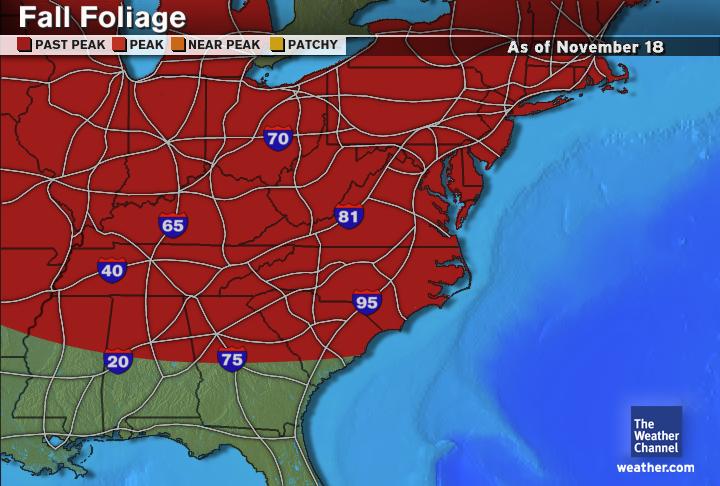 Fall Foliage
PAST PEAK PEAK NEAR PEAK PATCHY
As of November 18
70
81
65
40
95
20
75
The
Weather
Channel
weather.com